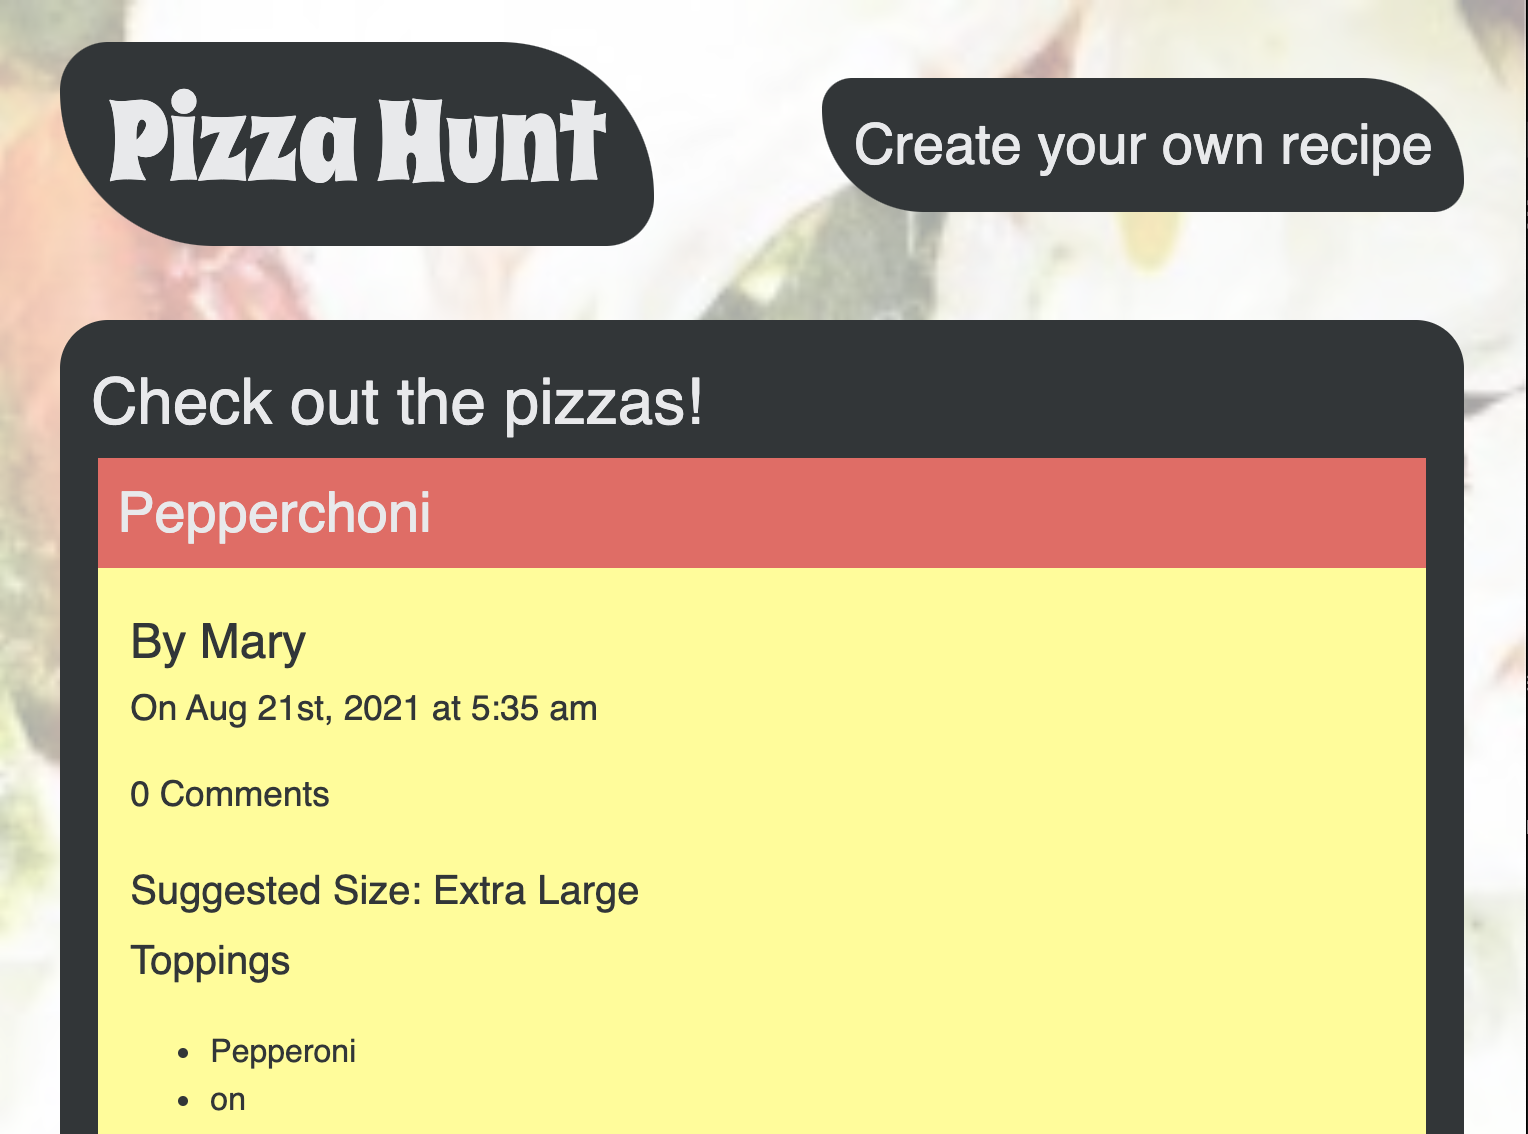 Pizza Hunt
Create your own recipe
Check out the pizzas!
Pepperchoni
By Mary
On Aug 21st, 2021 at 5:35 am
0 Comments
Suggested Size: Extra Large
Toppings
Pepperoni
on